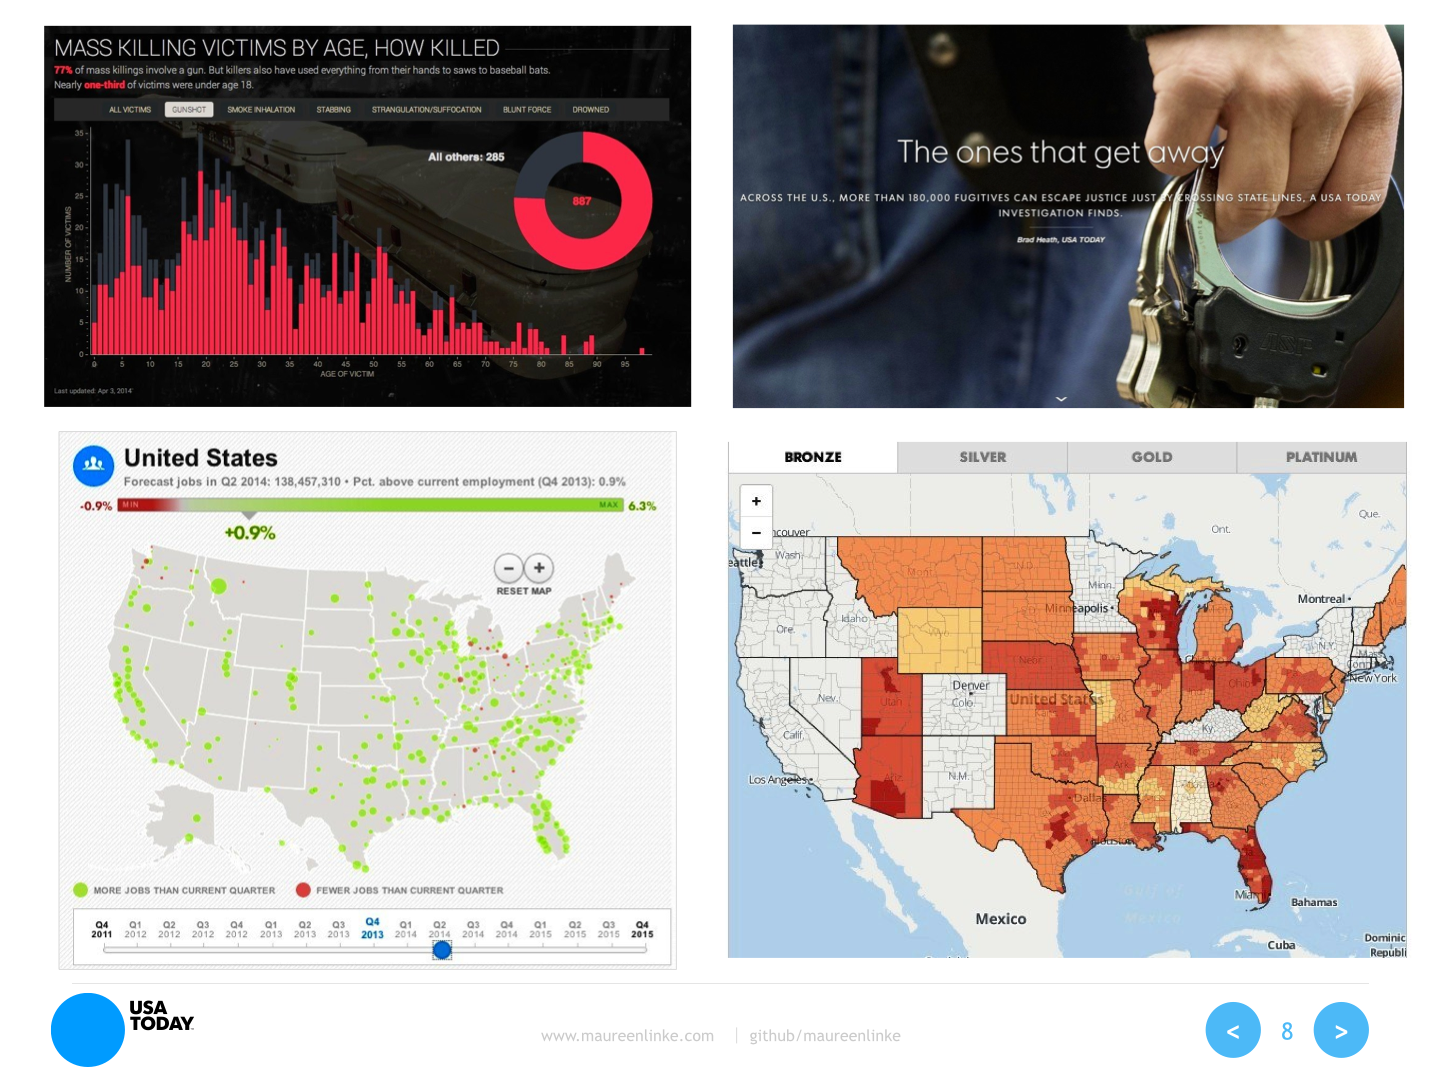 MASS KILLING VICTIMS BY AGE, HOW KILLED
77% of mass killings involve a gun. But killers also have used everything from their hands to saws to baseball bats.
Nearly one-third of victims were under age 18.
ALL VICTIMS GUNSHOT SMOKE INHALATION STABBING STRANGULATION/SUFFOCATION BLUNT FORCE DROWNED
All others: 285
887
NUMBER OF VICTIMS
35
30
25
20
15
10
5
0
0 5 10 15 20 25 30 35 40 45 50 55 60 65 70 75 80 85 90 95
AGE OF VICTIM
Last updated: Apr 3, 2014
The ones that get away
ACROSS THE U.S., MORE THAN 180,000 FUGITIVES CAN ESCAPE JUSTICE JUST BY CROSSING STATE LINES, A USA TODAY
INVESTIGATION FINDS.
Brad Heath, USA TODAY
United States
Forecast jobs in Q2 2014: 138,457,310 • Pct. above current employment (Q4 2013): 0.9%
-0.9% MIN MAX 6.3%
+0.9%
− +
RESET MAP
MORE JOBS THAN CURRENT QUARTER FEWER JOBS THAN CURRENT QUARTER
Q4 Q1 Q2 Q3 Q4 Q1 Q2 Q3 Q4 Q1 Q2 Q3 Q4 Q1 Q2 Q3 Q4
2011 2012 2012 2012 2012 2013 2013 2013 2013 2014 2014 2014 2014 2015 2015 2015 2015
BRONZE SILVER GOLD PLATINUM
+
−
ncouver
Ont.
Que.
eattle
Wash.
Mont.
N.D.
Minn.
Minneapolis
Montreal
Ore.
Idaho
Wyo.
N.Y.
Mass.
Conn.
New York
Nebr.
Nev.
Utah
Denver
Colo.
United States
Ohio
Ky.
Calif.
Los Angeles
Ariz.
N.M.
Ark.
Dallas
Houston
Gulf of
Mexico
Miami
Bahamas
Mexico
Cuba
Dominic
Republi
USA
TODAY
www.maureenlinke.com | github/maureenlinke
< 8 >